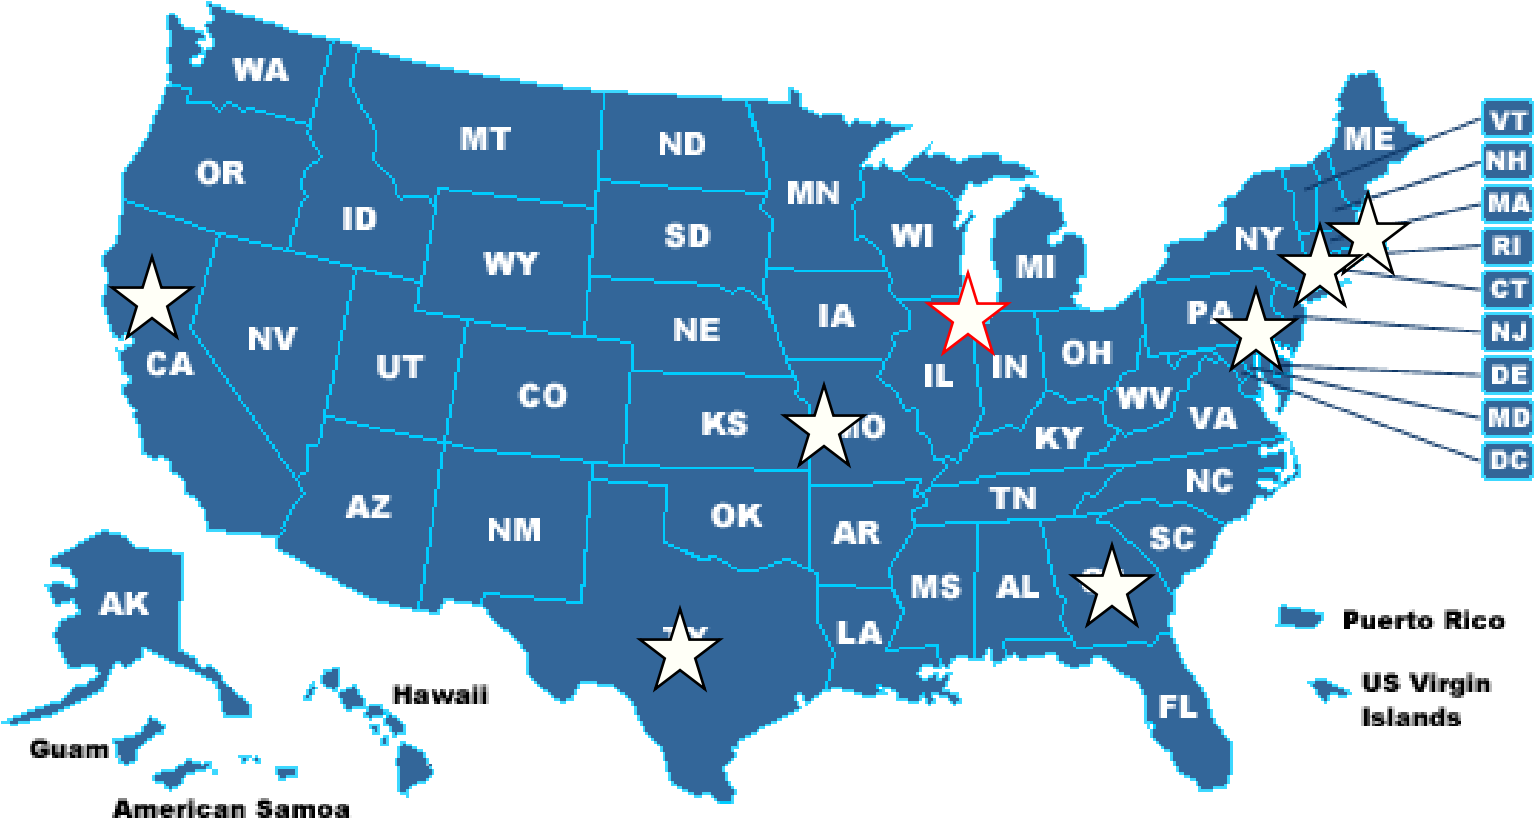 WA
MT
ND
ME
VT
OR
MN
NH
ID
SD
WI
NY
MA
WY
MI
RI
NV
NE
IA
PA
CT
CA
UT
CO
IL
IN
OH
NJ
KS
KY
WV
VA
DE
AZ
NM
OK
AR
TN
NC
MD
SC
DC
AK
MS
AL
LA
Puerto Rico
Hawaii
FL
US Virgin
Islands
Guam
American Samoa